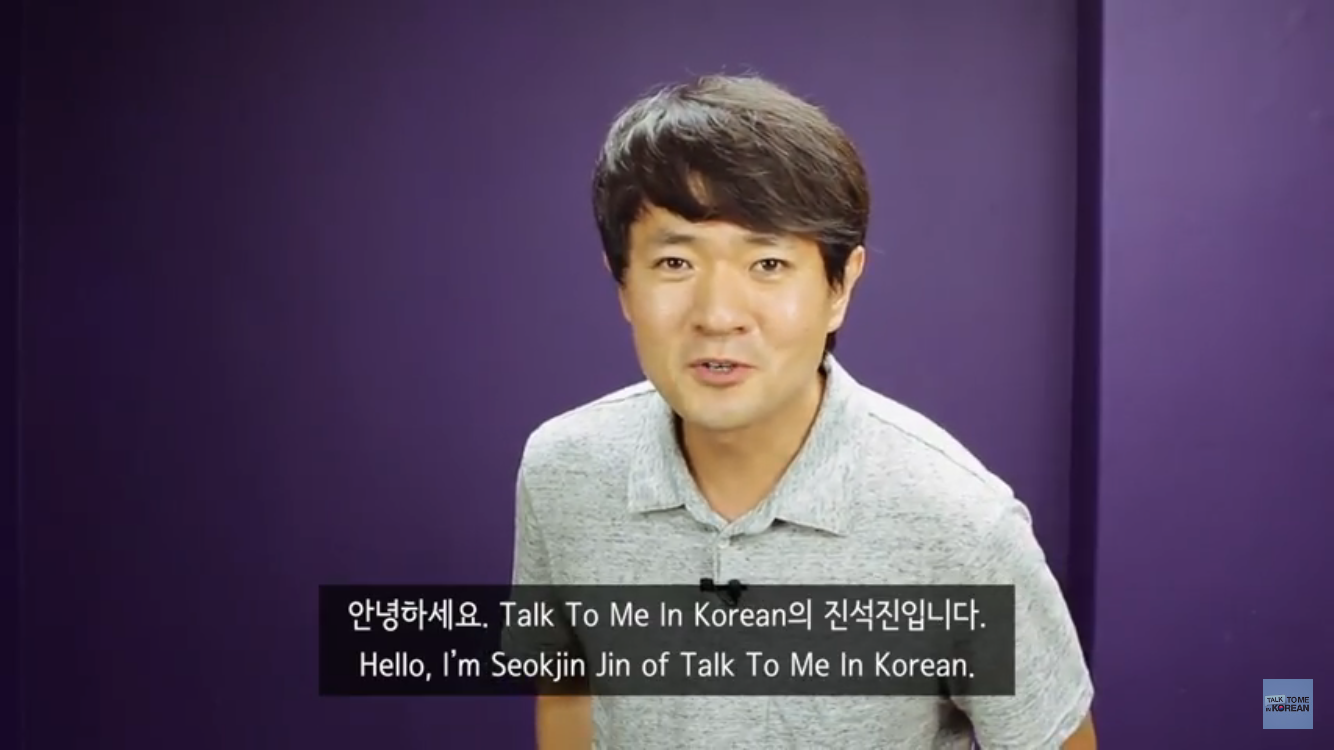 안녕하세요. Talk To Me In Korean의 진석진입니다.
Hello, I'm Seokjin Jin of Talk To Me In Korean.
TALK TO ME
IN KOREAN